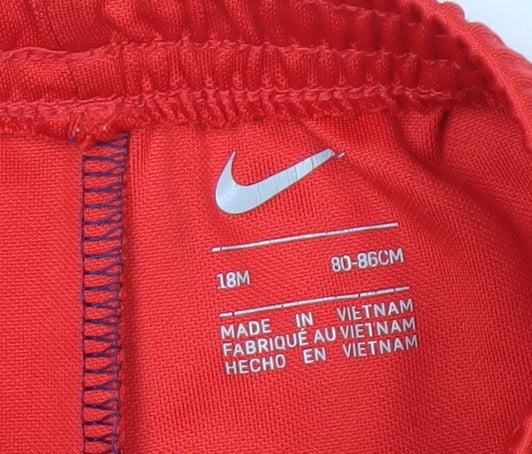 18M 80-86CM
MADE IN VIETNAM
FABRIQUÉ AU VIETNAM
HECHO EN VIETNAM